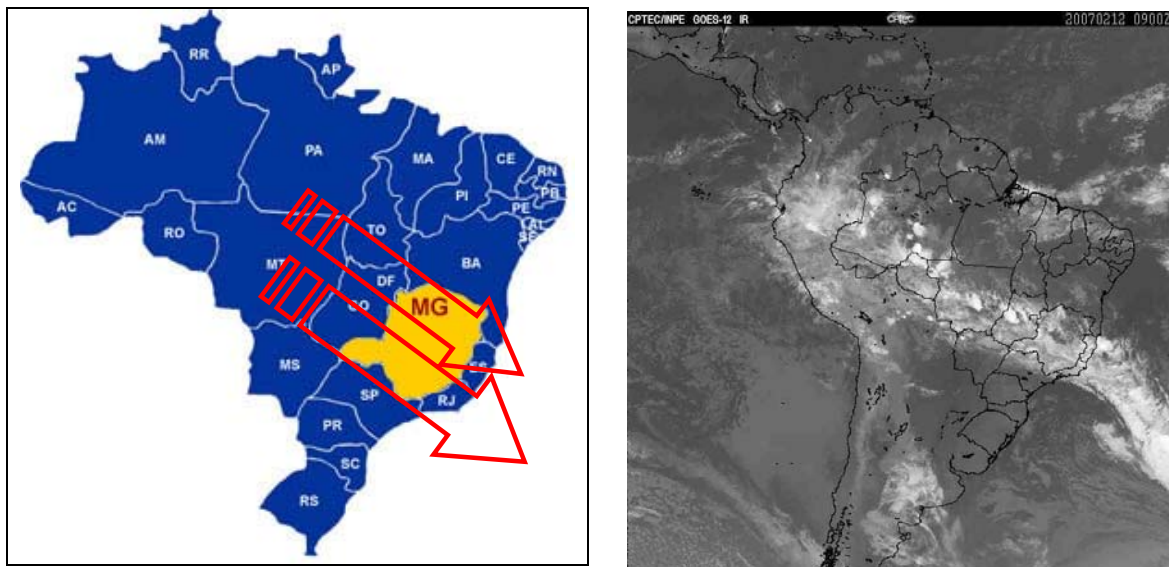 RR
AP
AM
PA
MA
CE
RN
PB
PI
PE
AL
SE
AC
TO
RO
BA
MT
DF
GO
MG
MS
ES
SP
RJ
PR
SC
RS
CPTEC/INPE GOES-12 IR
CPTEC
20070212 0900Z